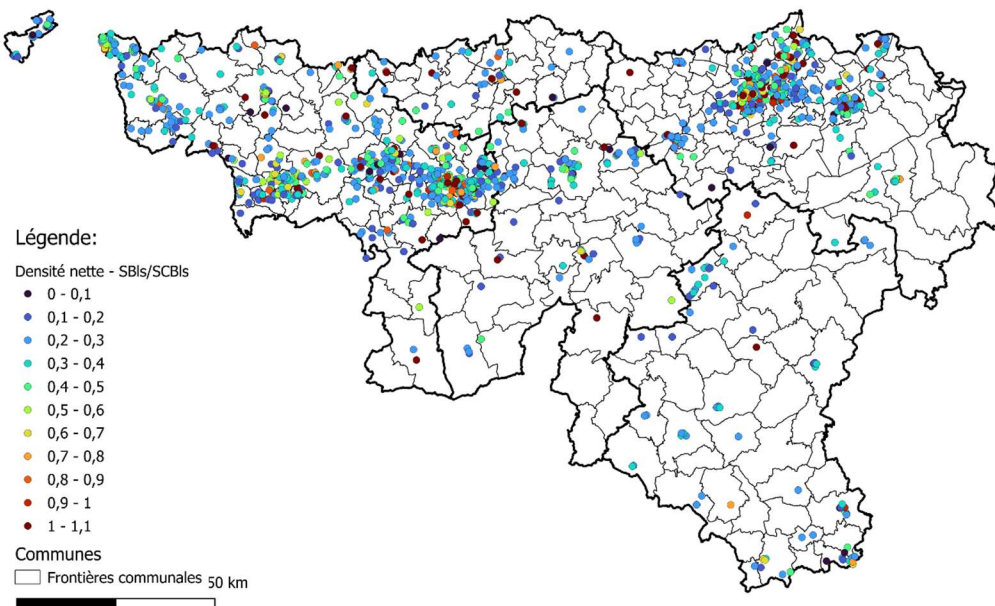 Légende:
Densité nette - SBIs/SCBIs
0 - 0,1
0,1 - 0,2
0,2 - 0,3
0,3 - 0,4
0,4 - 0,5
0,5 - 0,6
0,6 - 0,7
0,7 - 0,8
0,8 - 0,9
0,9 - 1
1 - 1,1
Communes
Frontières communales 50 km